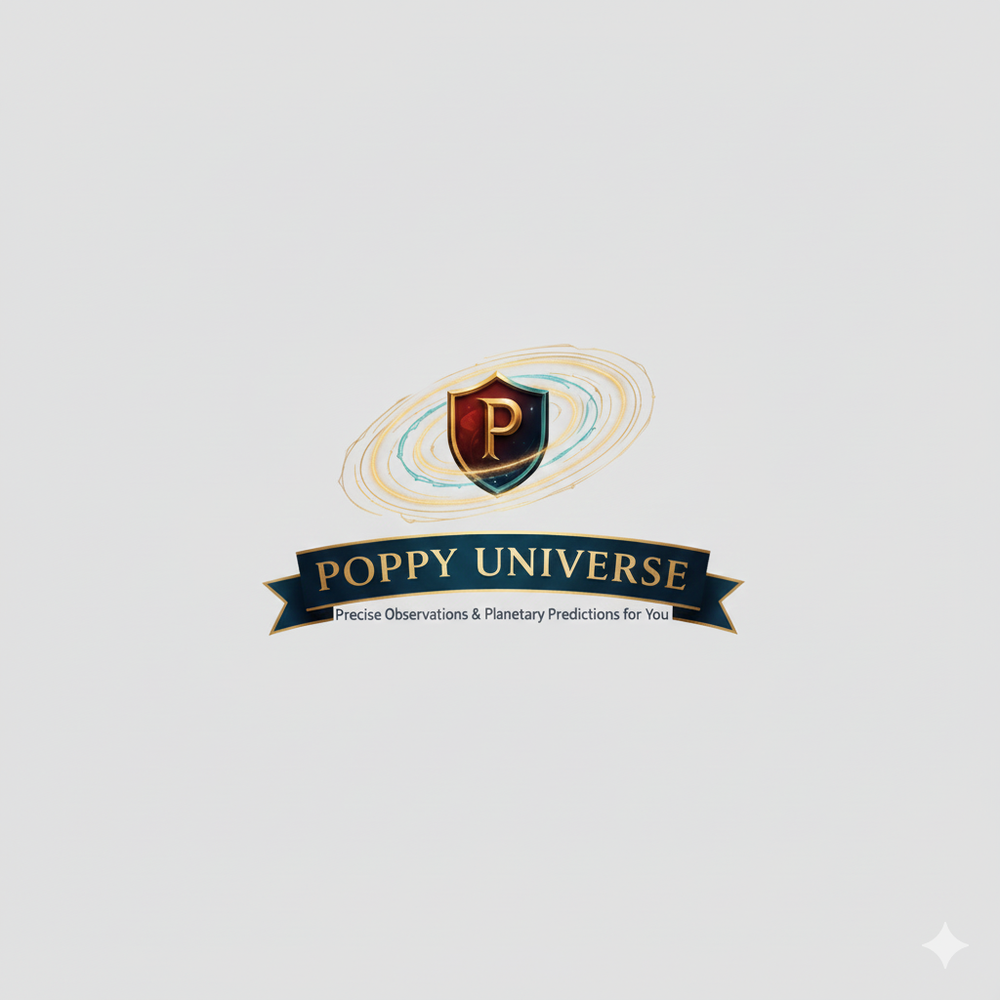 P
POPPY UNIVERSE
Precise Observations & Planetary Predictions for You